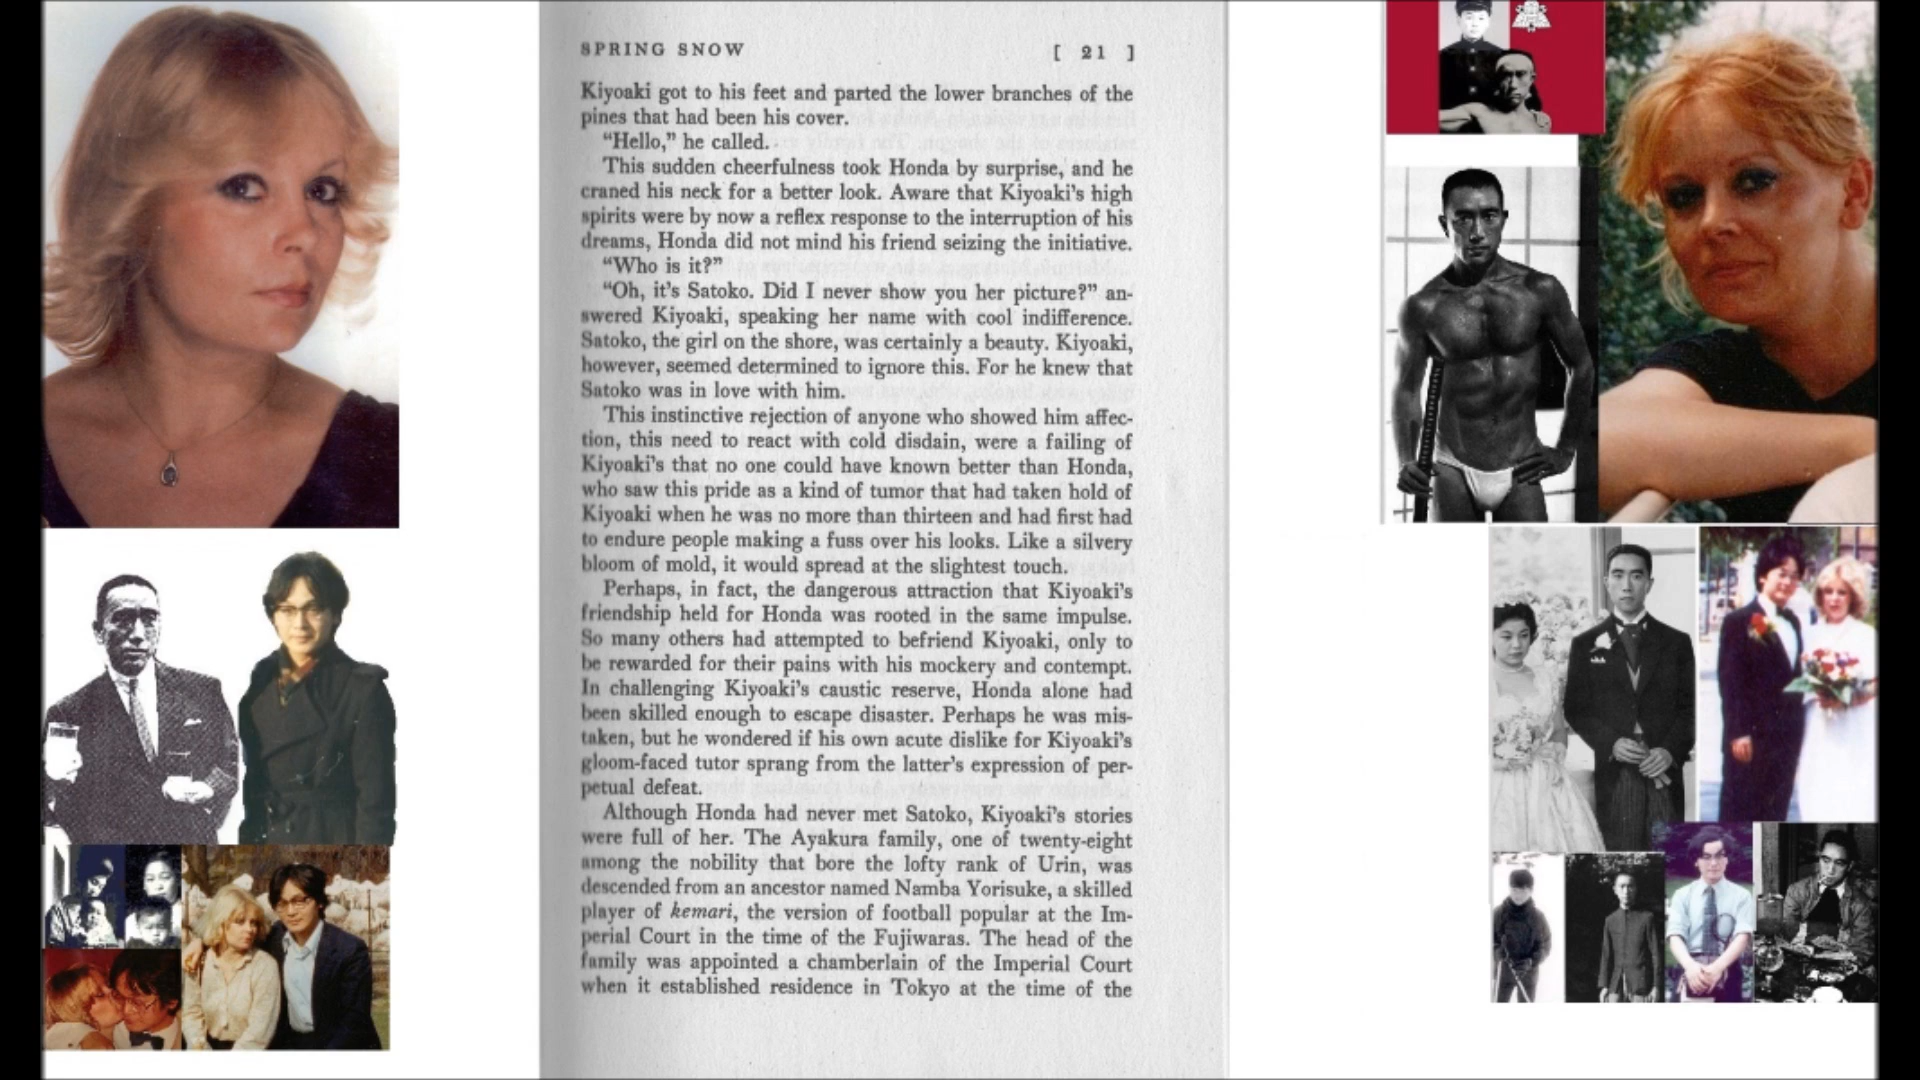 SPRING SNOW [ 21 ]
Kiyoaki got to his feet and parted the lower branches of the
pines that had been his cover.
“Hello,” he called.
This sudden cheerfulness took Honda by surprise, and he
craned his neck for a better look. Aware that Kiyoaki’s high
spirits were by now a reflex response to the interruption of his
dreams, Honda did not mind his friend seizing the initiative.
“Who is it?”
“Oh, it’s Satoko. Did I never show you her picture?” an-
swered Kiyoaki, speaking her name with cool indifference.
Satoko, the girl on the shore, was certainly a beauty. Kiyoaki,
however, seemed determined to ignore this. For he knew that
Satoko was in love with him.
This instinctive rejection of anyone who showed him affec-
tion, this need to react with cold disdain, were a failing of
Kiyoaki’s that no one could have known better than Honda,
who saw this pride as a kind of tumor that had taken hold of
Kiyoaki when he was no more than thirteen and had first had
to endure people making a fuss over his looks. Like a silvery
bloom of mold, it would spread at the slightest touch.
Perhaps, in fact, the dangerous attraction that Kiyoaki’s
friendship held for Honda was rooted in the same impulse.
So many others had attempted to befriend Kiyoaki, only to
be rewarded for their pains with his mockery and contempt.
In challenging Kiyoaki’s caustic reserve, Honda alone had
been skilled enough to escape disaster. Perhaps he was mis-
taken, but he wondered if his own acute dislike for Kiyoaki’s
gloom-faced tutor sprang from the latter’s expression of per-
petual defeat.
Although Honda had never met Satoko, Kiyoaki’s stories
were full of her. The Ayakura family, one of twenty-eight
among the nobility that bore the lofty rank of Urin, was
descended from an ancestor named Namba Yorisuke, a skilled
player of kemari, the version of football popular at the Im-
perial Court in the time of the Fujiwaras. The head of the
family was appointed a chamberlain of the Imperial Court
when it established residence in Tokyo at the time of the